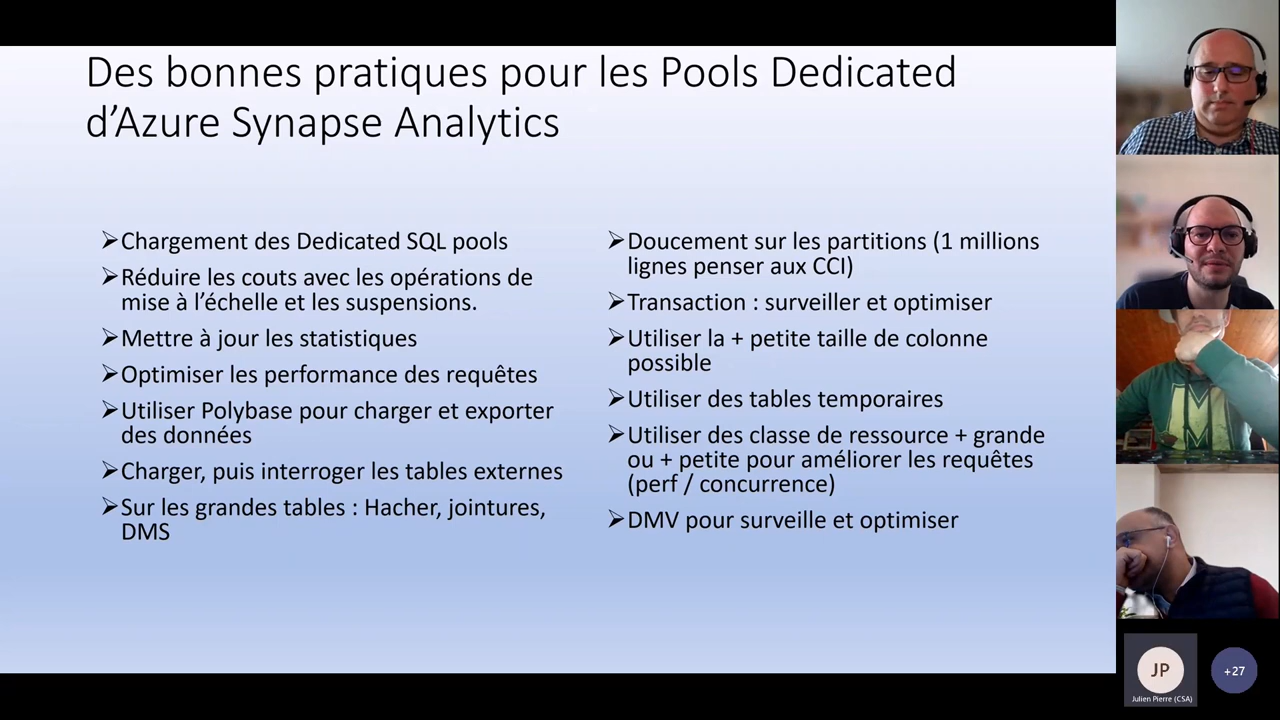 Des bonnes pratiques pour les Pools Dedicated
d’Azure Synapse Analytics
➢Chargement des Dedicated SQL pools
➢Réduire les couts avec les opérations de
mise à l’échelle et les suspensions.
➢Mettre à jour les statistiques
➢Optimiser les performance des requêtes
➢Utiliser Polybase pour charger et exporter
des données
➢Charger, puis interroger les tables externes
➢Sur les grandes tables : Hacher, jointures,
DMS
➢Doucement sur les partitions (1 millions
lignes penser aux CCI)
➢Transaction : surveiller et optimiser
➢Utiliser la + petite taille de colonne
possible
➢Utiliser des tables temporaires
➢Utiliser des classe de ressource + grande
ou + petite pour améliorer les requêtes
(perf / concurrence)
➢DMV pour surveille et optimiser
JP
Julien Pierre (CSA)
+27